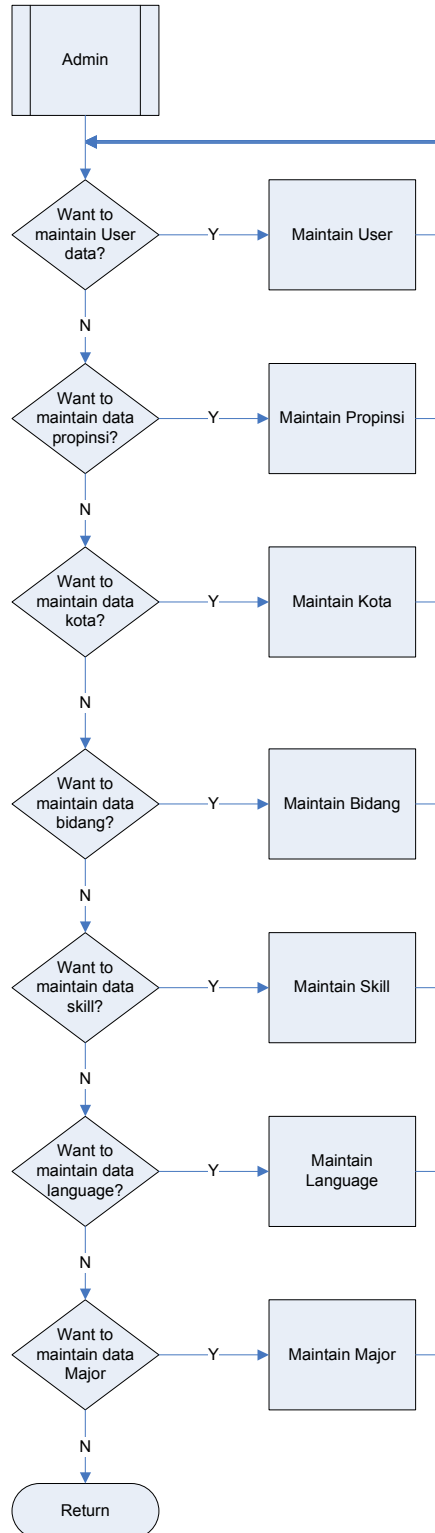 Admin
Want to
maintain User
data?
Y
Maintain User
N
Want to
maintain data
propinsi?
Y
Maintain Propinsi
N
Want to
maintain data
kota?
Y
Maintain Kota
N
Want to
maintain data
bidang?
Y
Maintain Bidang
N
Want to
maintain data
skill?
Y
Maintain Skill
N
Want to
maintain data
language?
Y
Maintain
Language
N
Want to
maintain data
Major
Y
Maintain Major
N
Return